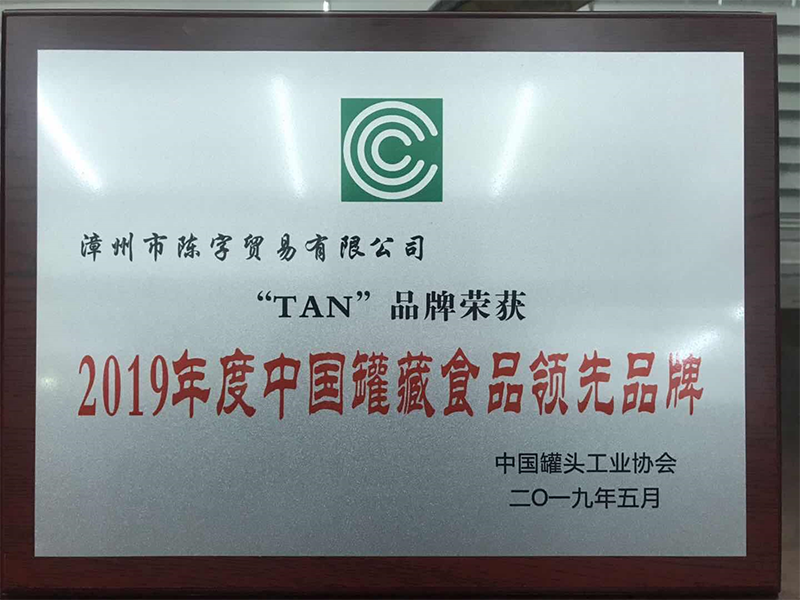 漳州市陈字贸易有限公司
“TAN”品牌荣获
2019年度中国罐藏食品领先品牌
中国罐头工业协会
二O一九年五月